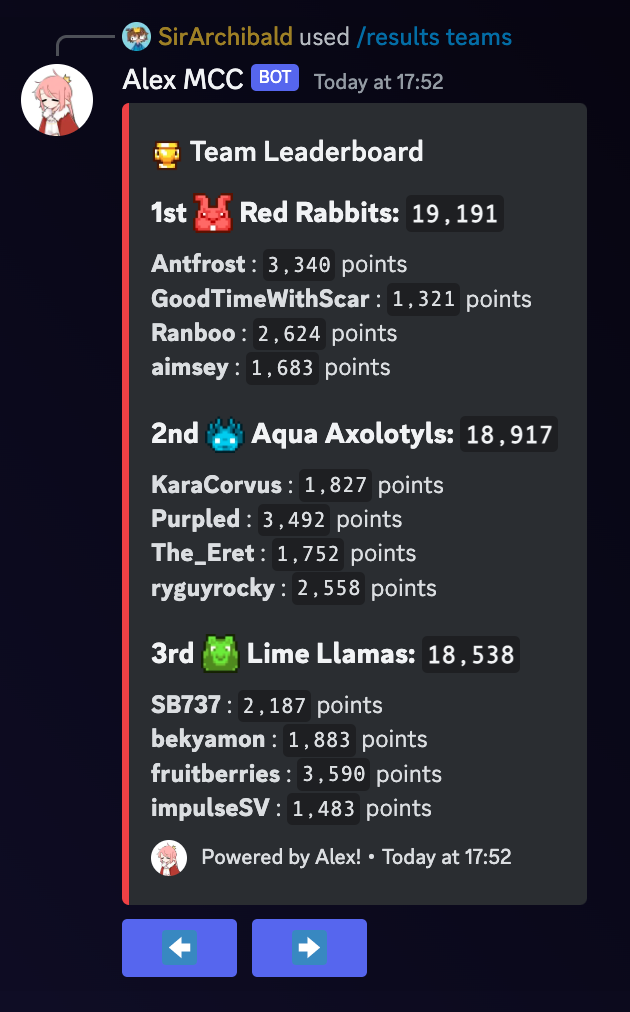 SirArchibald used /results teams
Alex MCC BOT Today at 17:52
Team Leaderboard
1st Red Rabbits: 19,191
Antfrost : 3,340 points
GoodTimeWithScar : 1,321 points
Ranboo : 2,624 points
aimsey : 1,683 points
2nd Aqua Axolotyls: 18,917
KaraCorvus : 1,827 points
Purpled : 3,492 points
The_Eret : 1,752 points
ryguyrocky : 2,558 points
3rd Lime Llamas: 18,538
SB737 : 2,187 points
bekyamon : 1,883 points
fruitberries : 3,590 points
impulseSV : 1,483 points
Powered by Alex! • Today at 17:52